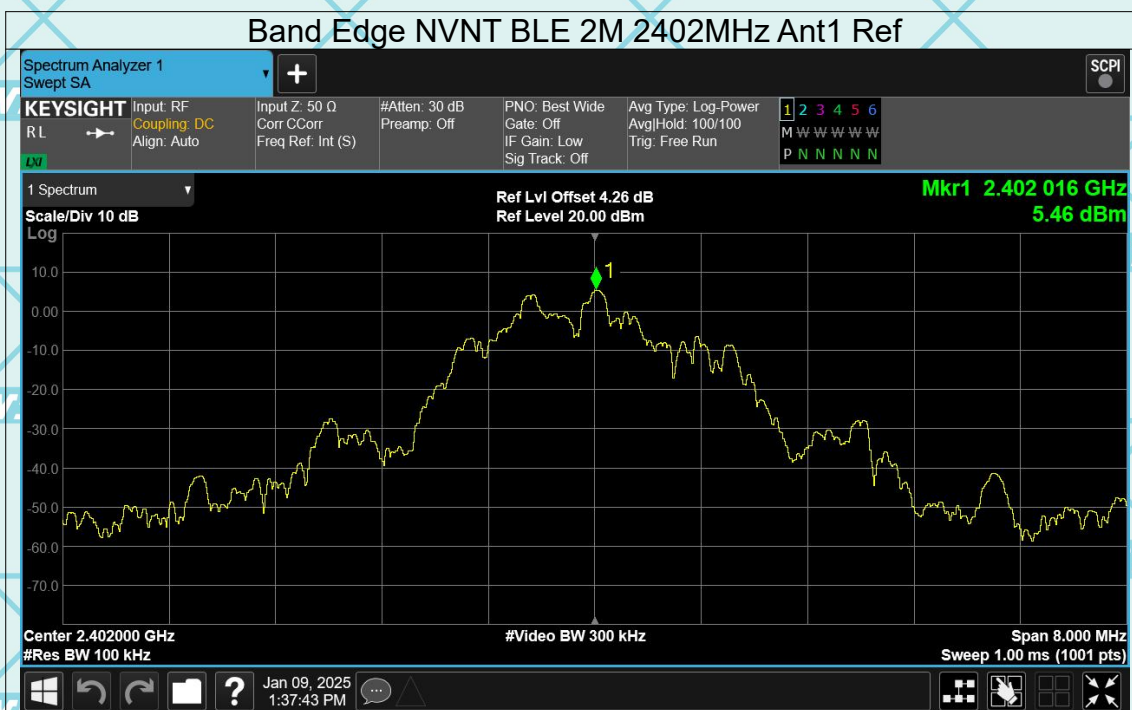 Band Edge NVNT BLE 2M 2402MHz Ant1 Ref
Spectrum Analyzer 1
Swept SA
+
SCPI
KEYSIGHT
RL
LXI
Input: RF
Coupling: DC
Align: Auto
Input Z: 50 Ω
Corr CCorr
Freq Ref: Int (S)
#Atten: 30 dB
Preamp: Off
PNO: Best Wide
Gate: Off
IF Gain: Low
Sig Track: Off
Avg Type: Log-Power
Avg|Hold: 100/100
Trig: Free Run
1 2 3 4 5 6
M W W W W W
P N N N N N
1 Spectrum
Scale/Div 10 dB
Log
Ref Lvl Offset 4.26 dB
Ref Level 20.00 dBm
Mkr1 2.402 016 GHz
5.46 dBm
1
10.0
0.00
-10.0
-20.0
-30.0
-40.0
-50.0
-60.0
-70.0
Center 2.402000 GHz
#Res BW 100 kHz
#Video BW 300 kHz
Span 8.000 MHz
Sweep 1.00 ms (1001 pts)
?
Jan 09, 2025
1:37:43 PM